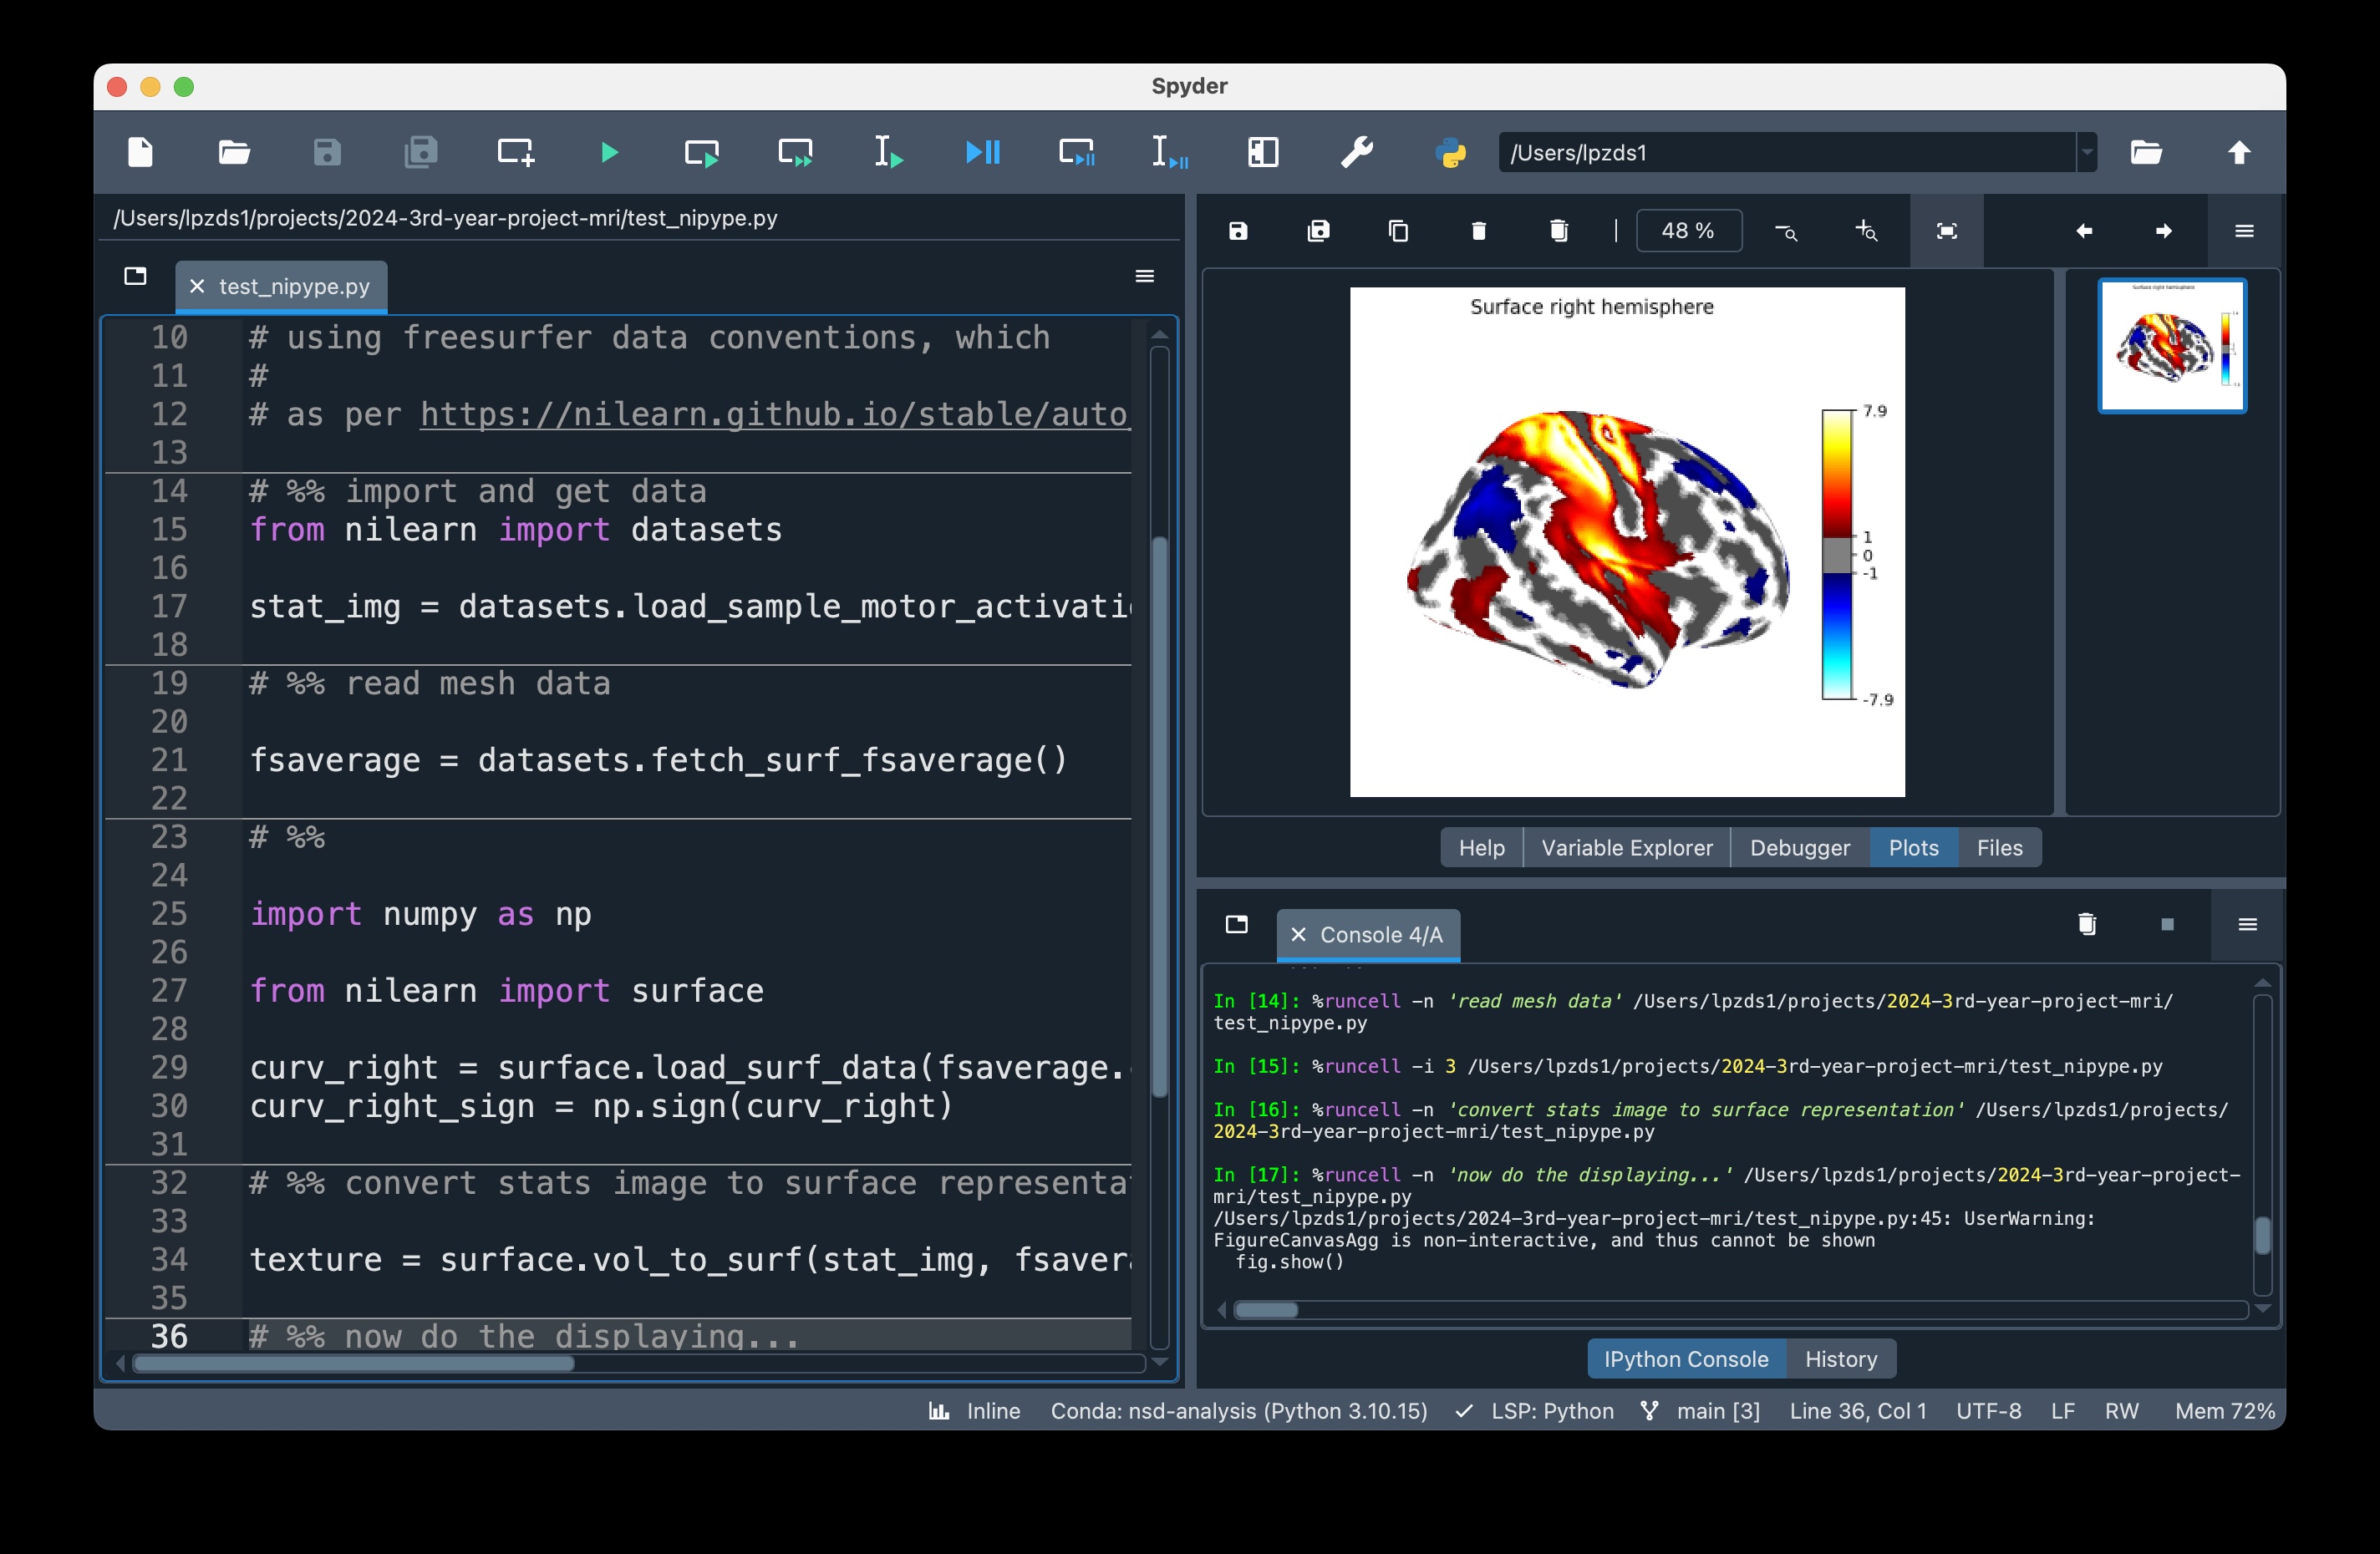 Spyder
/Users/lpzds1
/Users/lpzds1/projects/2024-3rd-year-project-mri/test_nipype.py
test_nipype.py
10 # using freesurfer data conventions, which
11 #
12 # as per https://nilearn.github.io/stable/auto_
13
14 # %% import and get data
15 from nilearn import datasets
16
17 stat_img = datasets.load_sample_motor_activati
18
19 # %% read mesh data
20
21 fsaverage = datasets.fetch_surf_fsaverage()
22
23 # %%
24
25 import numpy as np
26
27 from nilearn import surface
28
29 curv_right = surface.load_surf_data(fsaverage.
30 curv_right_sign = np.sign(curv_right)
31
32 # %% convert stats image to surface representa
33
34 texture = surface.vol_to_surf(stat_img, fsaver
35
36 # %% now do the displaying...
48 %
Surface right hemisphere
7.9
1
0
-1
-7.9
Help Variable Explorer Debugger Plots Files
Console 4/A
In [14]: %runcell -n 'read mesh data' /Users/lpzds1/projects/2024-3rd-year-project-mri/
test_nipype.py
In [15]: %runcell -i 3 /Users/lpzds1/projects/2024-3rd-year-project-mri/test_nipype.py
In [16]: %runcell -n 'convert stats image to surface representation' /Users/lpzds1/projects/
2024-3rd-year-project-mri/test_nipype.py
In [17]: %runcell -n 'now do the displaying...' /Users/lpzds1/projects/2024-3rd-year-project-
mri/test_nipype.py
/Users/lpzds1/projects/2024-3rd-year-project-mri/test_nipype.py:45: UserWarning:
FigureCanvasAgg is non-interactive, and thus cannot be shown
fig.show()
IPython Console History
Inline Conda: nsd-analysis (Python 3.10.15) LSP: Python main [3] Line 36, Col 1 UTF-8 LF RW Mem 72%